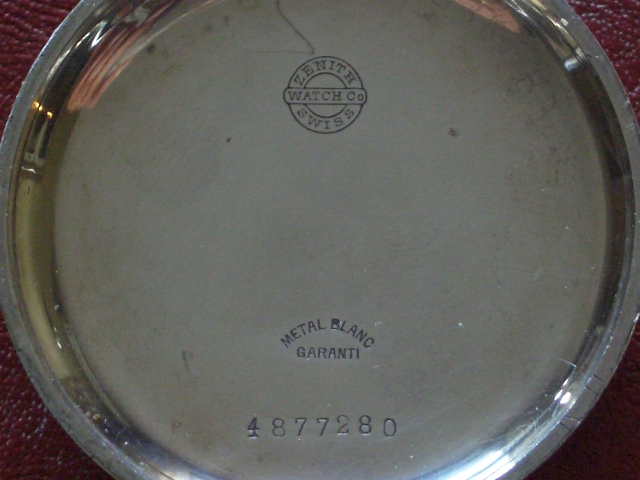 ZENITH
WATCH Co
SWISS
METAL BLANC
GARANTI
4877280